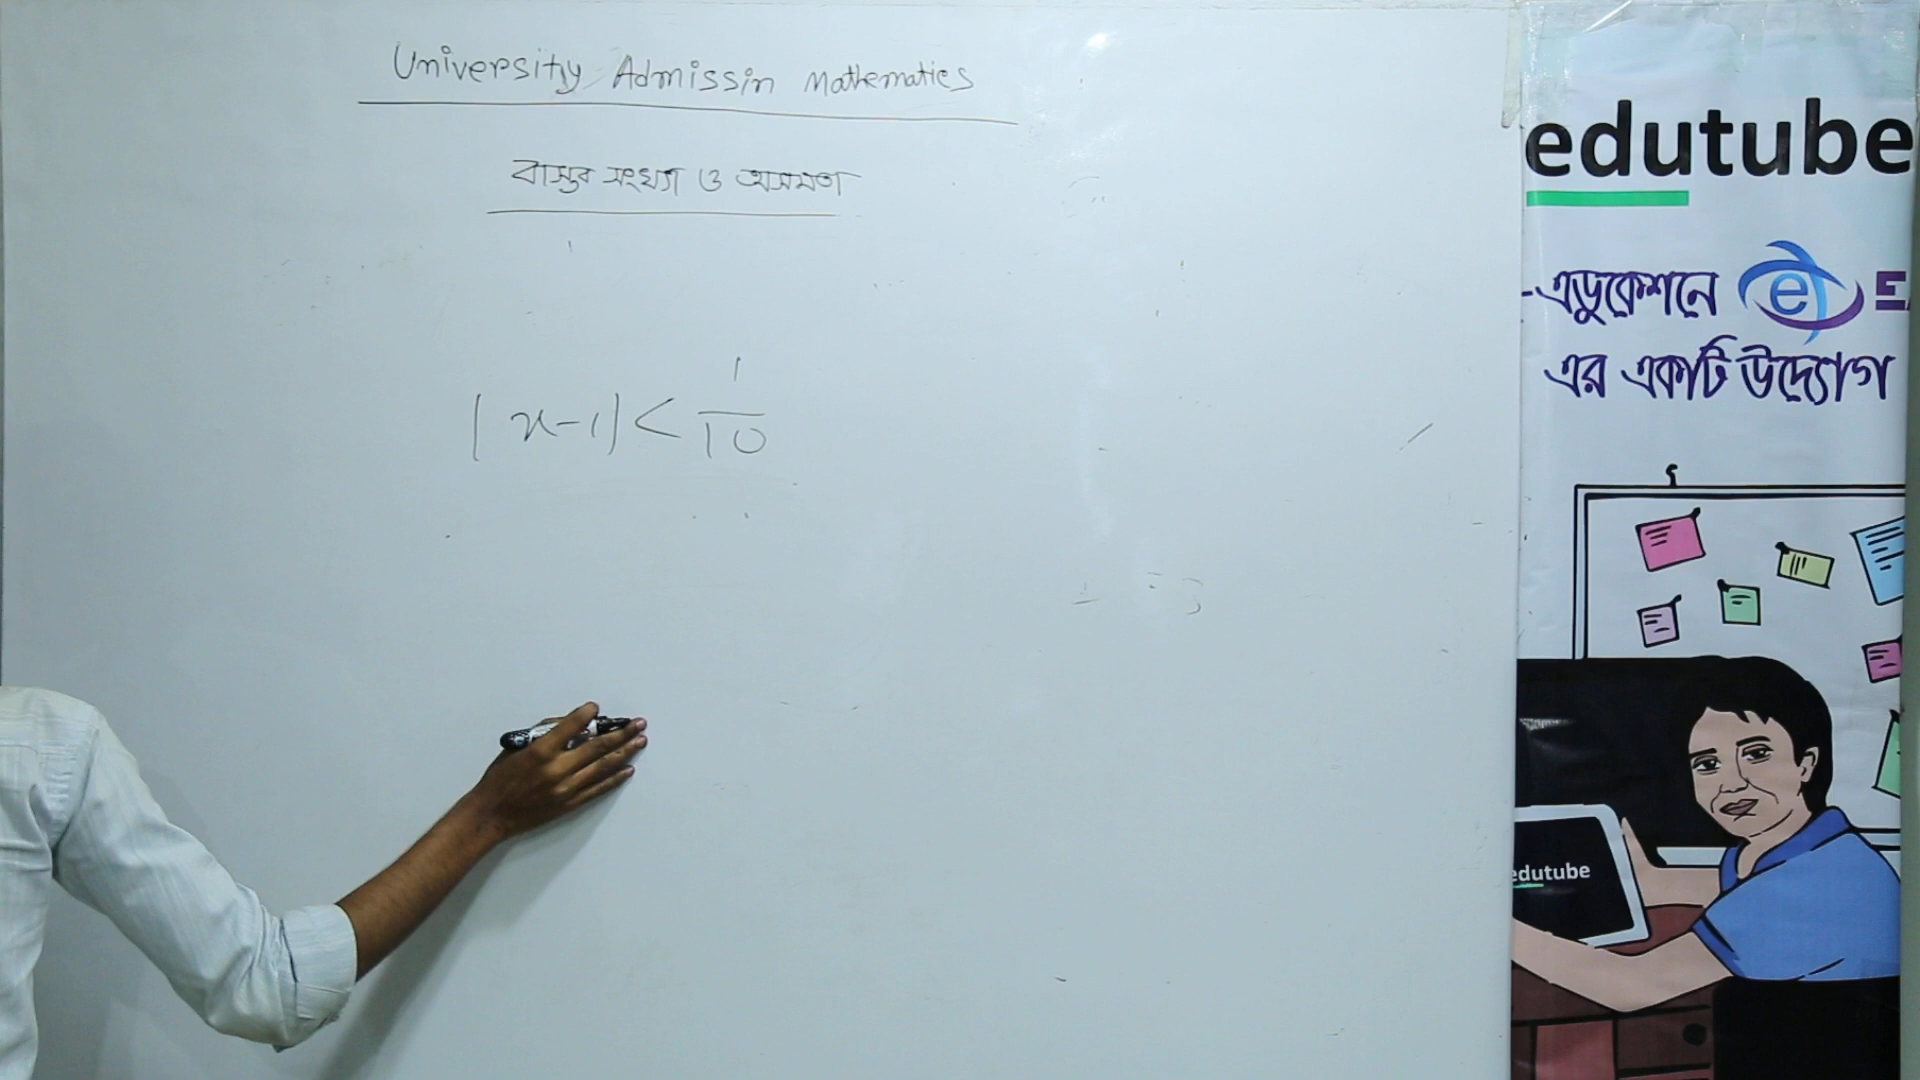 University Admissin Mathematics
বাস্তব সংখ্যা ও অসমতা
|x-1| < 1/10
edutube
-এডুকেশনে e
এর একটি উদ্যোগ
edutube